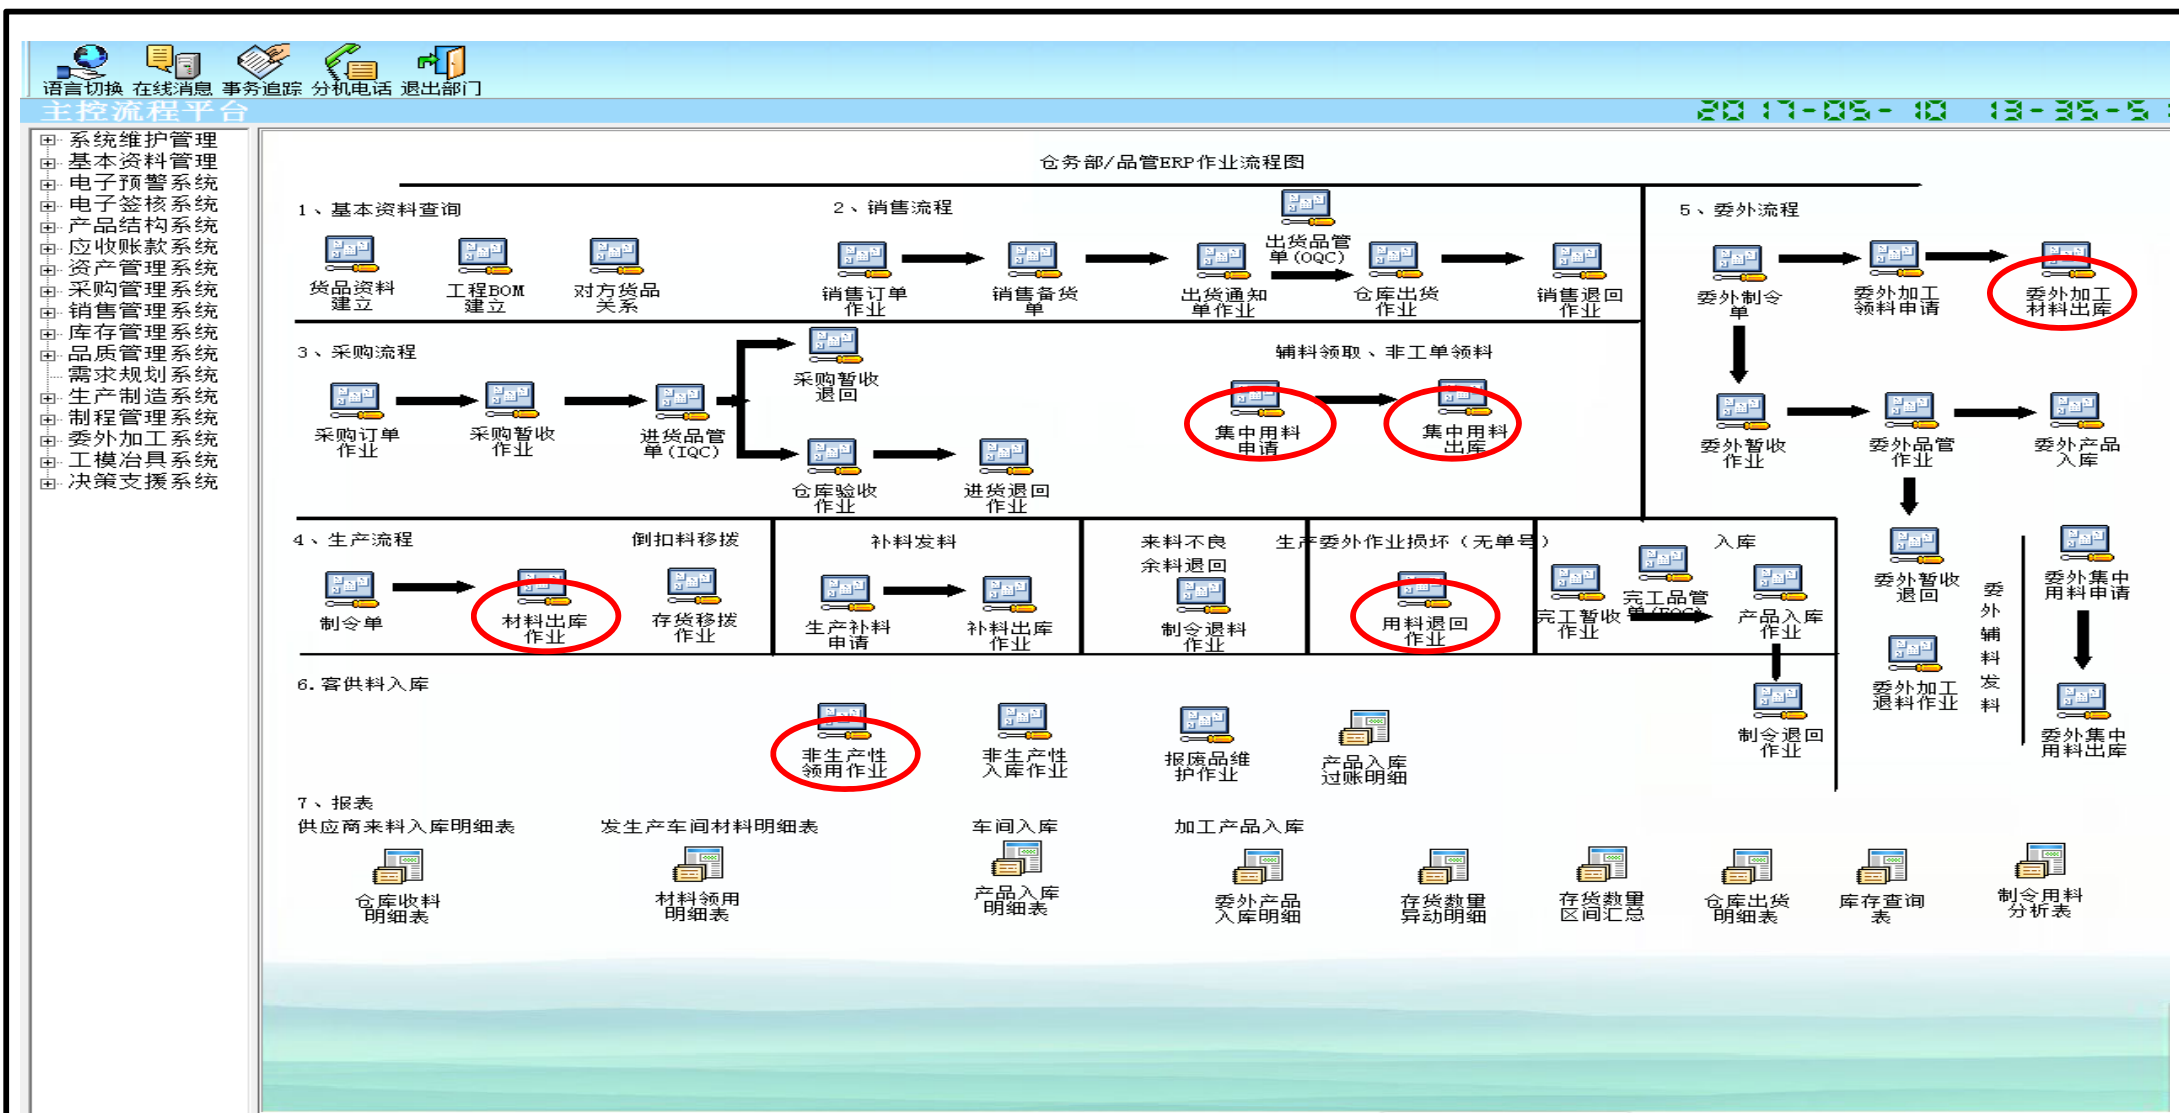 语言切换 在线消息 事务追踪 分机电话 退出部门
主控流程平台
2017-05-10 13-35-5
系统维护管理
基本资料管理
电子预警系统
电子签核系统
产品结构系统
应收账款系统
资产管理系统
采购管理系统
销售管理系统
库存管理系统
品质管理系统
需求规划系统
生产制造系统
制程管理系统
委外加工系统
工模冶具系统
决策支援系统
仓务部/品管ERP作业流程图
1、基本资料查询
货品资料
建立
工程BOM
建立
对方货品
关系
2、销售流程
销售订单
作业
销售备货
单
出货通知
单作业
出货品管
单(OQC)
仓库出货
作业
销售退回
作业
3、采购流程
采购订单
作业
采购暂收
作业
进货品管
单(IQC)
采购暂收
退回
仓库验收
作业
进货退回
作业
辅料领取、非工单领料
集中用料
申请
集中用料
出库
4、生产流程
制令单
材料出库
作业
倒扣料移拨
存货移拨
作业
补料发料
生产补料
申请
补料出库
作业
来料不良
余料退回
制令退料
作业
生产委外作业损坏（无单号）
用料退回
作业
入库
完工暂收
作业
完工品管
产品入库
作业
制令退回
作业
5、委外流程
委外制令
单
委外加工
领料申请
委外加工
材料出库
委外暂收
作业
委外品管
作业
委外产品
入库
委外暂收
退回
委外加工
退料作业
委
外
辅
料
发
料
委外集中
用料申请
委外集中
用料出库
6.客供料入库
非生产性
领用作业
非生产性
入库作业
报废品维
护作业
产品入库
过账明细
7、报表
供应商来料入库明细表
仓库收料
明细表
发生产车间材料明细表
材料领用
明细表
车间入库
产品入库
明细表
加工产品入库
委外产品
入库明细
存货数量
异动明细
存货数量
区间汇总
仓库出货
明细表
库存查询
表
制令用料
分析表